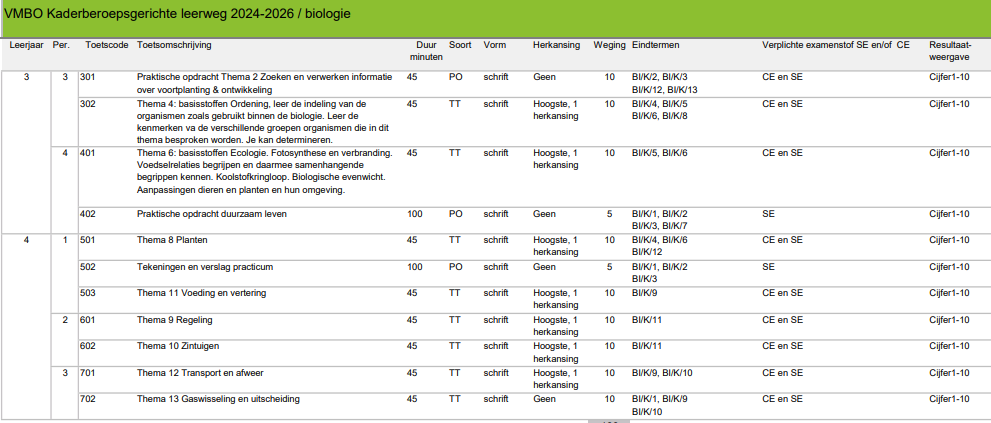 VMBO Kaderberoepsgerichte leerweg 2024-2026 / biologie
Leerjaar Per. Toetscode Toetsomschrijving Duur minuten Soort Vorm Herkansing Weging Eindtermen Verplichte examenstof SE en/of CE Resultaat-weergave
3 3 301 Praktische opdracht Thema 2 Zoeken en verwerken informatie 45 PO schrift Geen 10 BI/K/2, BI/K/3 CE en SE Cijfer1-10
over voortplanting & ontwikkeling BI/K/12, BI/K/13
302 Thema 4: basisstoffen Ordening, leer de indeling van de 45 TT schrift Hoogste, 1 10 BI/K/4, BI/K/5 CE en SE Cijfer1-10
organismen zoals gebruikt binnen de biologie. Leer de herkansing BI/K/6, BI/K/8
kenmerken va de verschillende groepen organismen die in dit
thema besproken worden. Je kan determineren.
4 401 Thema 6: basisstoffen Ecologie. Fotosynthese en verbranding. 45 TT schrift Hoogste, 1 10 BI/K/5, BI/K/6 CE en SE Cijfer1-10
Voedselrelaties begrijpen en daarmee samenhangende herkansing
begrippen kennen. Koolstofkringloop. Biologische evenwicht.
Aanpassingen dieren en planten en hun omgeving.
402 Praktische opdracht duurzaam leven 100 PO schrift Geen 5 BI/K/1, BI/K/2 SE Cijfer1-10
BI/K/3, BI/K/7
4 1 501 Thema 8 Planten 45 TT schrift Hoogste, 1 10 BI/K/4, BI/K/6 CE en SE Cijfer1-10
herkansing BI/K/12
502 Tekeningen en verslag practicum 100 PO schrift Geen 5 BI/K/1, BI/K/2 SE Cijfer1-10
BI/K/3
503 Thema 11 Voeding en vertering 45 TT schrift Hoogste, 1 10 BI/K/9 CE en SE Cijfer1-10
herkansing
2 601 Thema 9 Regeling 45 TT schrift Hoogste, 1 10 BI/K/11 CE en SE Cijfer1-10
herkansing
602 Thema 10 Zintuigen 45 TT schrift Hoogste, 1 10 BI/K/11 CE en SE Cijfer1-10
herkansing
3 701 Thema 12 Transport en afweer 45 TT schrift Hoogste, 1 10 BI/K/9, BI/K/10 CE en SE Cijfer1-10
herkansing
702 Thema 13 Gaswisseling en uitscheiding 45 TT schrift Geen 10 BI/K/1, BI/K/9 CE en SE Cijfer1-10
BI/K/10